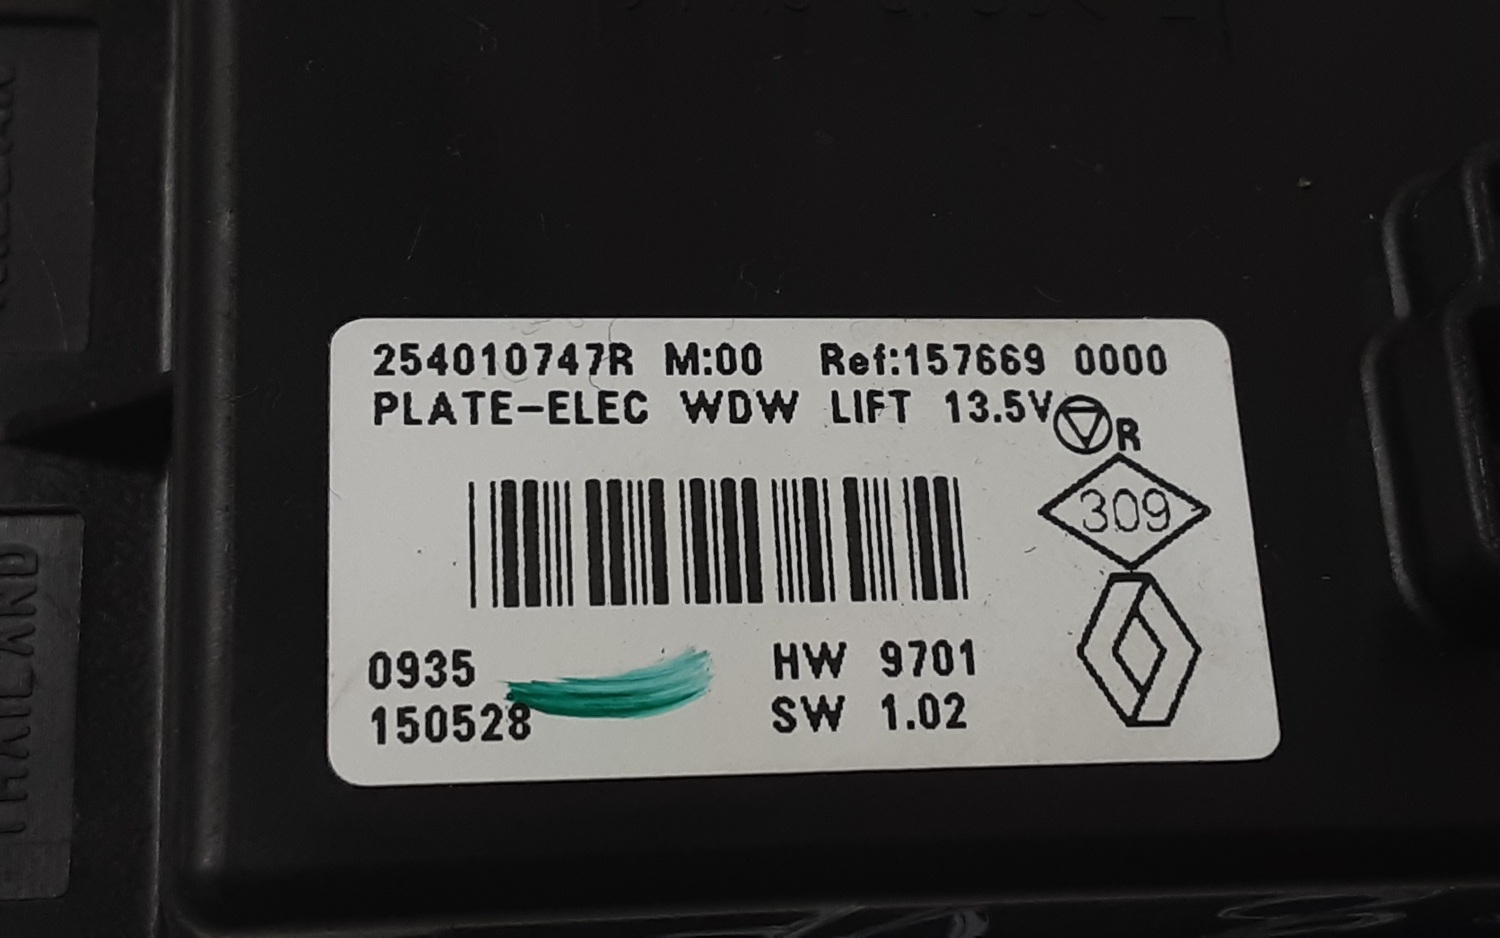 254010747R M:00 Ref:157669 0000
PLATE-ELEC WDW LIFT 13.5V
R
309
0935
150528
HW 9701
SW 1.02